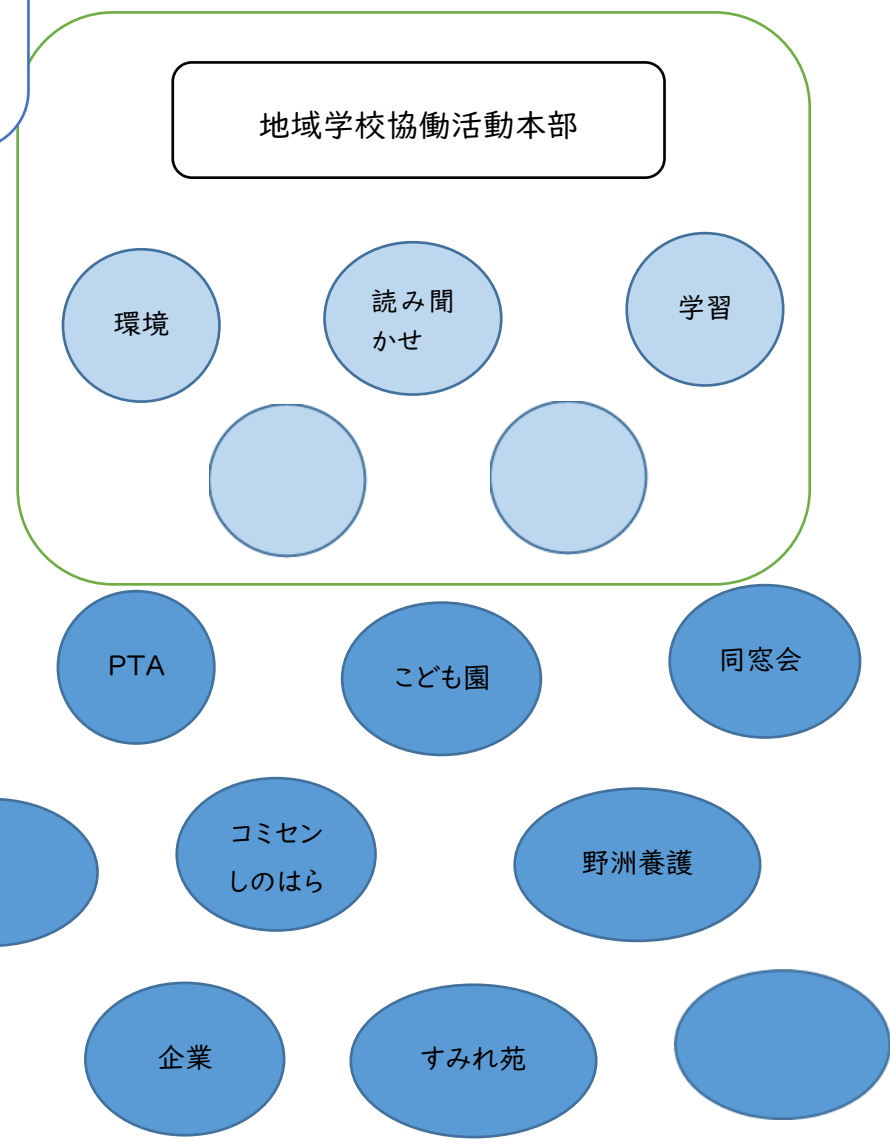 地域学校協働活動本部
環境
読み聞
かせ
学習
PTA
こども園
同窓会
コミセン
しのはら
野洲養護
企業
すみれ苑